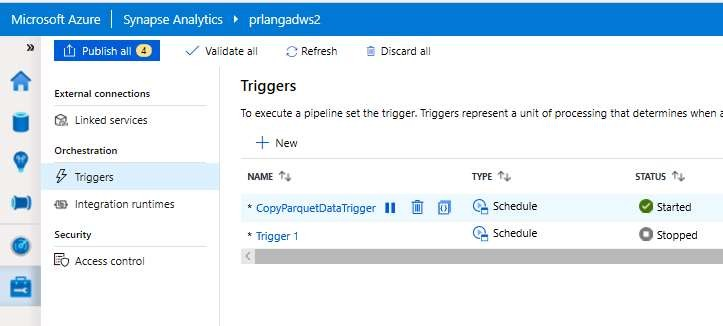 Microsoft Azure Synapse Analytics prlangadws2
» Publish all 4 Validate all Refresh Discard all
External connections
Linked services
Orchestration
Triggers
Integration runtimes
Security
Access control
Triggers
To execute a pipeline set the trigger. Triggers represent a unit of processing that determines when a
+ New
NAME TYPE STATUS
* CopyParquetDataTrigger {} Schedule Started
* Trigger 1 Schedule Stopped